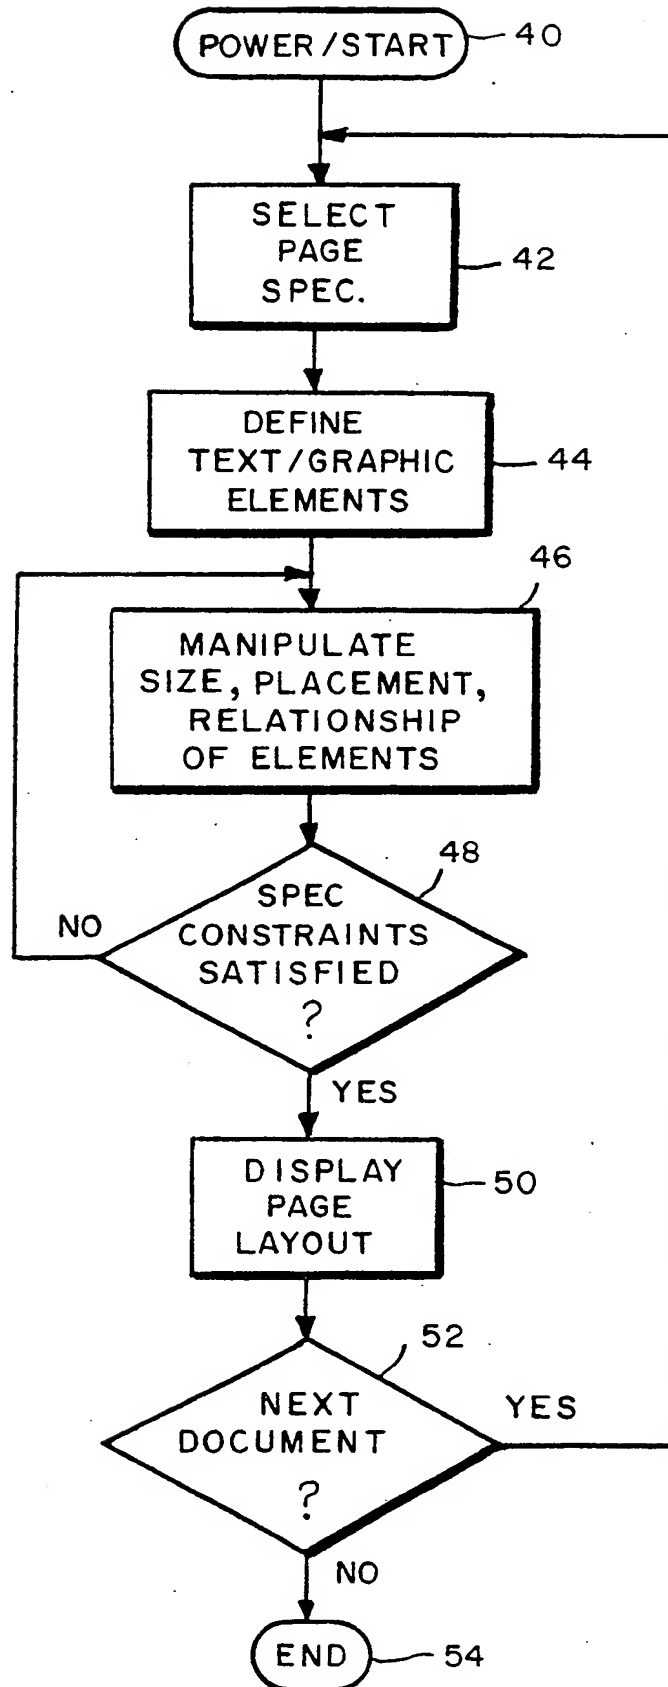 POWER/START 40
SELECT
PAGE
SPEC.
42
DEFINE
TEXT/GRAPHIC
ELEMENTS
44
46
MANIPULATE
SIZE, PLACEMENT,
RELATIONSHIP
OF ELEMENTS
48
SPEC
CONSTRAINTS
SATISFIED
?
NO
YES
DISPLAY
PAGE
LAYOUT
50
52
NEXT
DOCUMENT
?
YES
NO
END 54